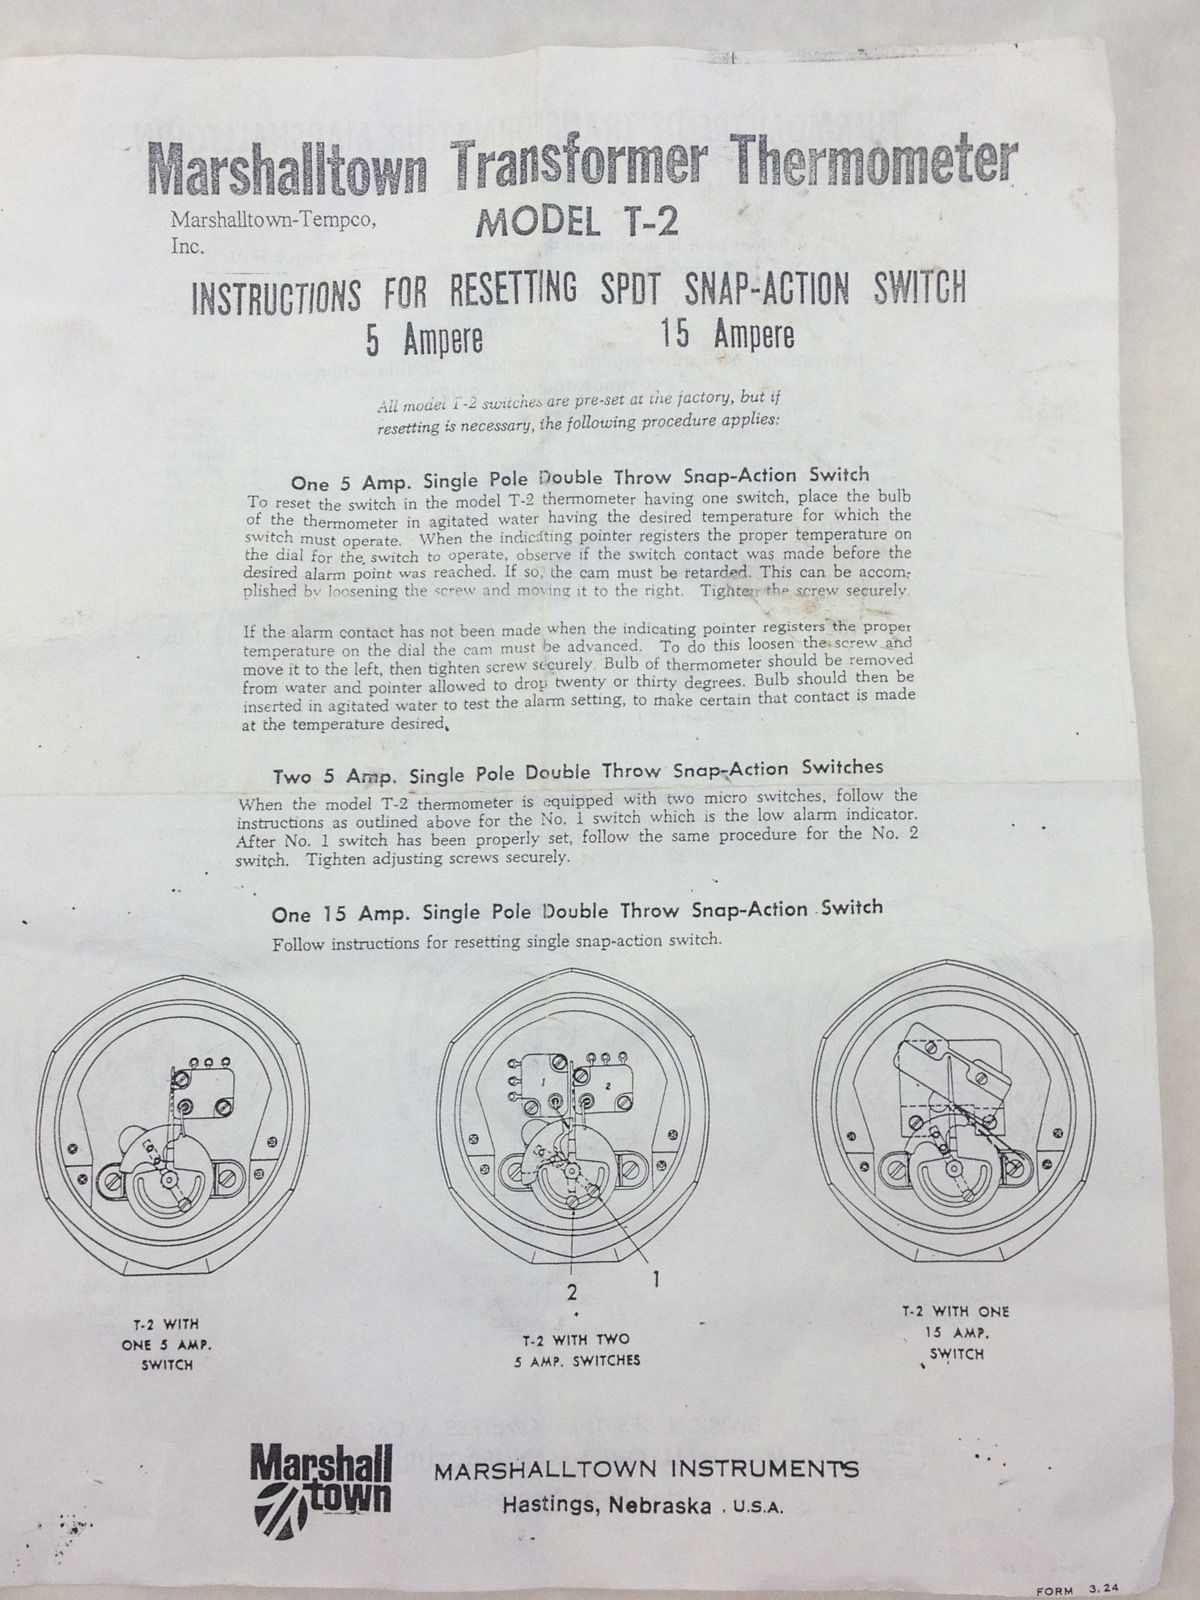 Marshalltown Transformer Thermometer
Marshalltown-Tempco,
Inc.
MODEL T-2
INSTRUCTIONS FOR RESETTING SPDT SNAP-ACTION SWITCH
5 Ampere 15 Ampere
All model T-2 switches are pre-set at the factory, but if
resetting is necessary, the following procedure applies:
One 5 Amp. Single Pole Double Throw Snap-Action Switch
To reset the switch in the model T-2 thermometer having one switch, place the bulb
of the thermometer in agitated water having the desired temperature for which the
switch must operate. When the indicating pointer registers the proper temperature on
the dial for the switch to operate, observe if the switch contact was made before the
desired alarm point was reached. If so, the cam must be retarded. This can be accom-
plished by loosening the screw and moving it to the right. Tighten the screw securely.
If the alarm contact has not been made when the indicating pointer registers the proper
temperature on the dial the cam must be advanced. To do this loosen the screw and
move it to the left, then tighten screw securely. Bulb of thermometer should be removed
from water and pointer allowed to drop twenty or thirty degrees. Bulb should then be
inserted in agitated water to test the alarm setting, to make certain that contact is made
at the temperature desired.
Two 5 Amp. Single Pole Double Throw Snap-Action Switches
When the model T-2 thermometer is equipped with two micro switches, follow the
instructions as outlined above for the No. 1 switch which is the low alarm indicator.
After No. 1 switch has been properly set, follow the same procedure for the No. 2
switch. Tighten adjusting screws securely.
One 15 Amp. Single Pole Double Throw Snap-Action Switch
Follow instructions for resetting single snap-action switch.
1 2
2 1
T-2 WITH
ONE 5 AMP.
SWITCH
T-2 WITH TWO
5 AMP. SWITCHES
T-2 WITH ONE
15 AMP.
SWITCH
Marshall
town
MARSHALLTOWN INSTRUMENTS
Hastings, Nebraska . U.S.A.
FORM 3.24